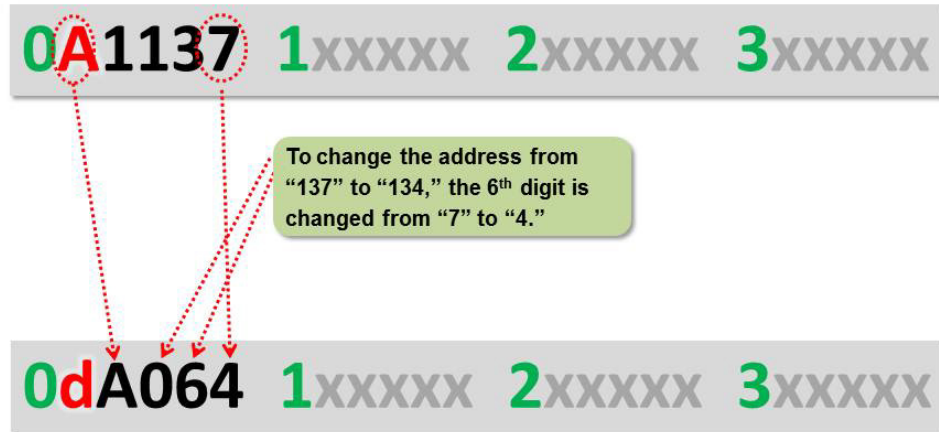 0A1137 1xxxxx 2xxxxx 3xxxxx
To change the address from
“137” to “134,” the 6th digit is
changed from “7” to “4.”
0dA064 1xxxxx 2xxxxx 3xxxxx